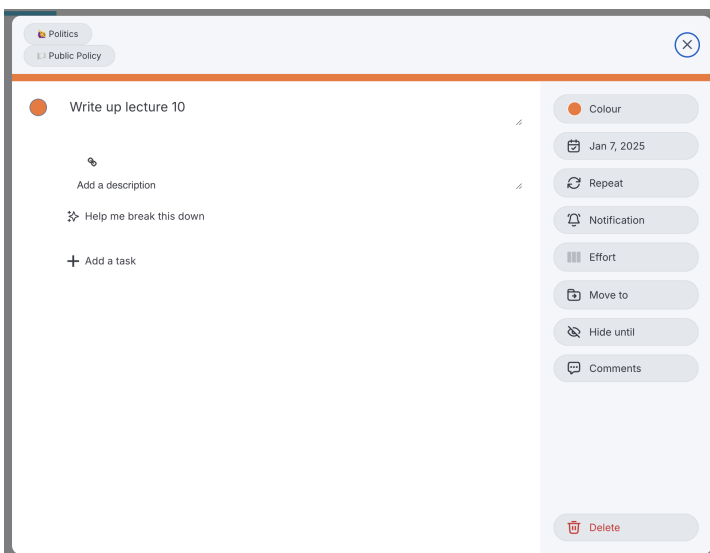 Politics
Public Policy
Write up lecture 10
Add a description
Help me break this down
Add a task
Colour
Jan 7, 2025
Repeat
Notification
Effort
Move to
Hide until
Comments
Delete